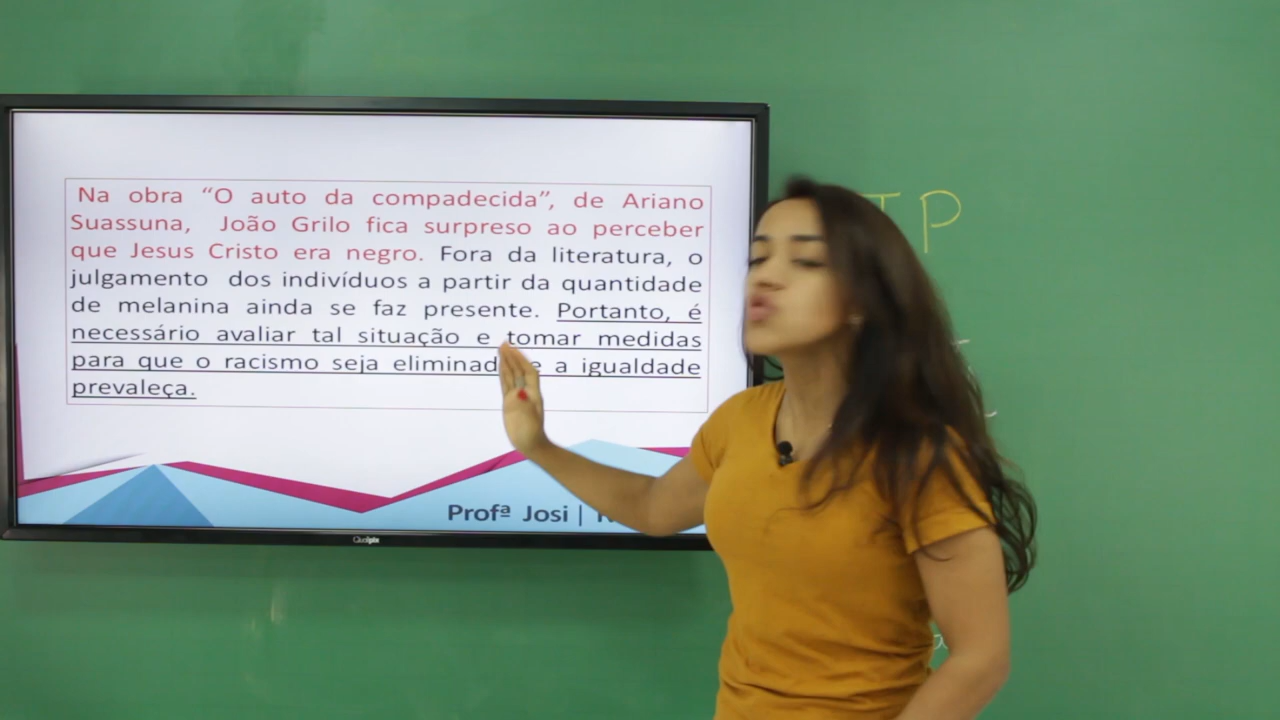 Na obra “O auto da compadecida”, de Ariano
Suassuna, João Grilo fica surpreso ao perceber
que Jesus Cristo era negro. Fora da literatura, o
julgamento dos indivíduos a partir da quantidade
de melanina ainda se faz presente. Portanto, é
necessário avaliar tal situação e tomar medidas
para que o racismo seja a igualdade
prevaleça.
Profª Josi |
Qualpix
TP